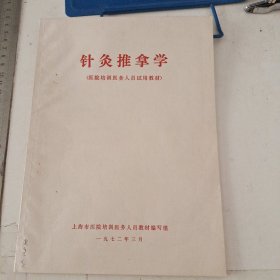 针灸推拿学
(医院培训医务人员试用教材)
上海市医院培训医务人员教材编写组
一九七二年三月